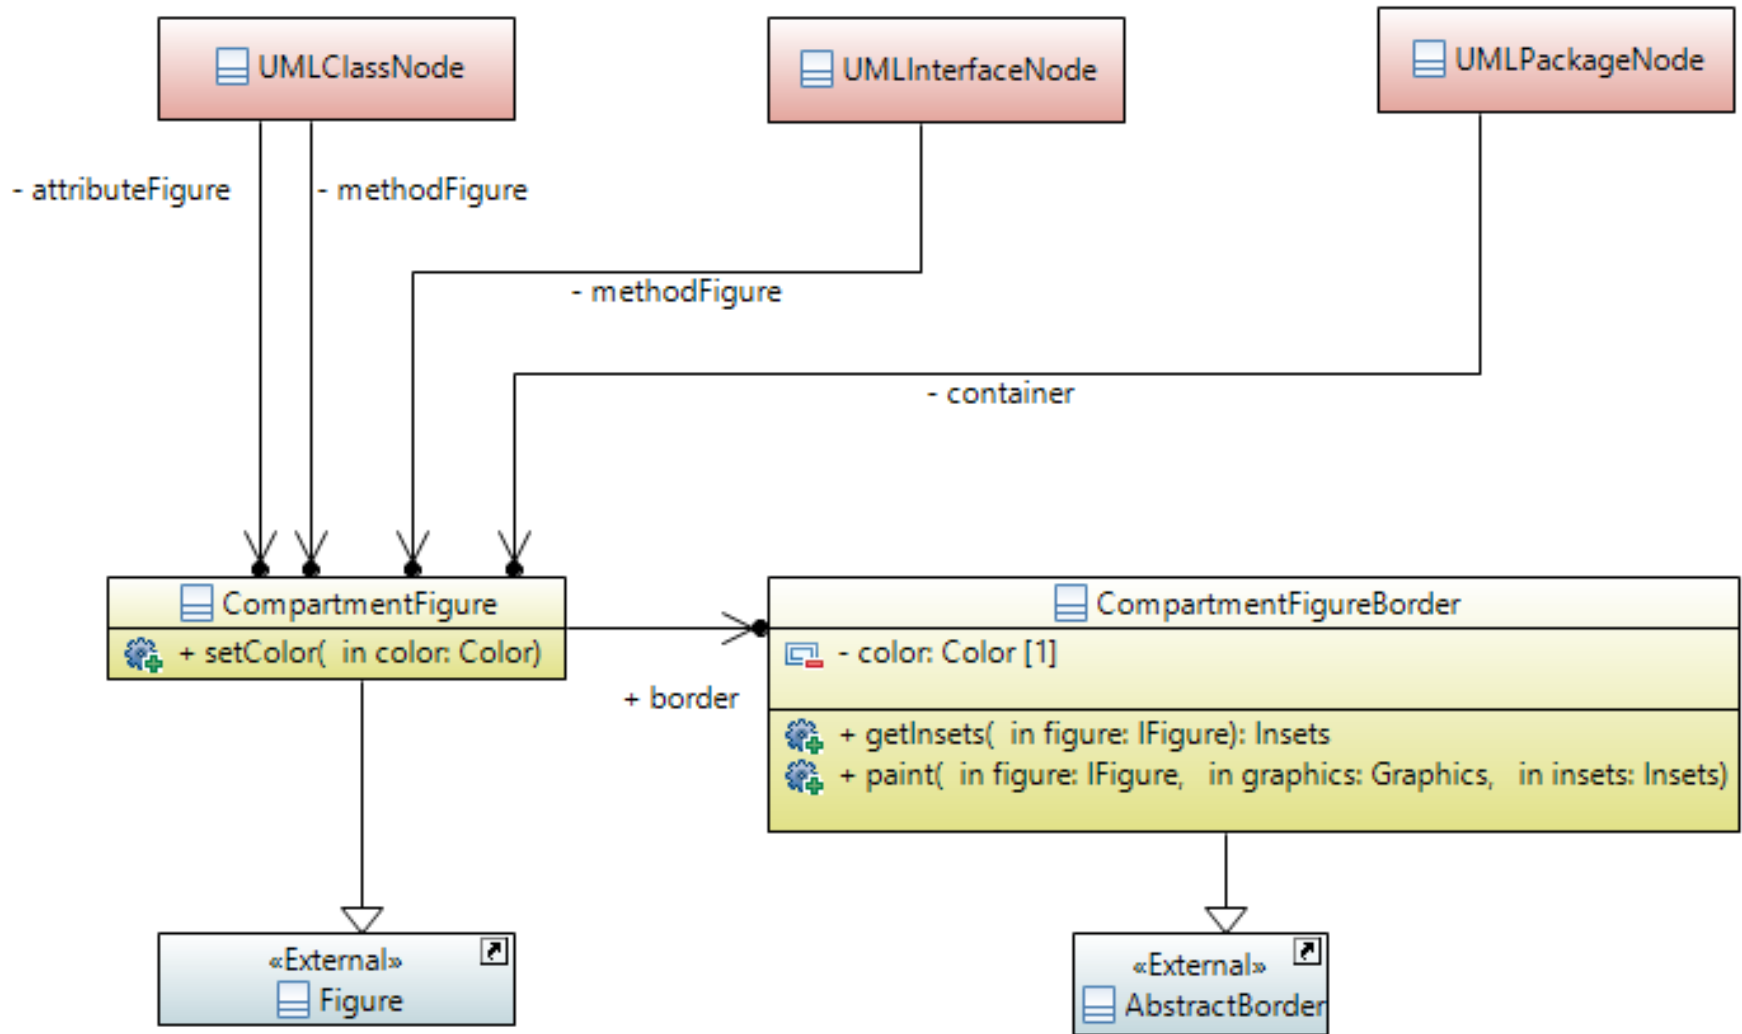 UMLClassNode
UMLInterfaceNode
UMLPackageNode
- attributeFigure
- methodFigure
- methodFigure
- container
CompartmentFigure
+ setColor( in color: Color)
+ border
CompartmentFigureBorder
- color: Color [1]
+ getInsets( in figure: IFigure): Insets
+ paint( in figure: IFigure, in graphics: Graphics, in insets: Insets)
«External»
Figure
«External»
AbstractBorder